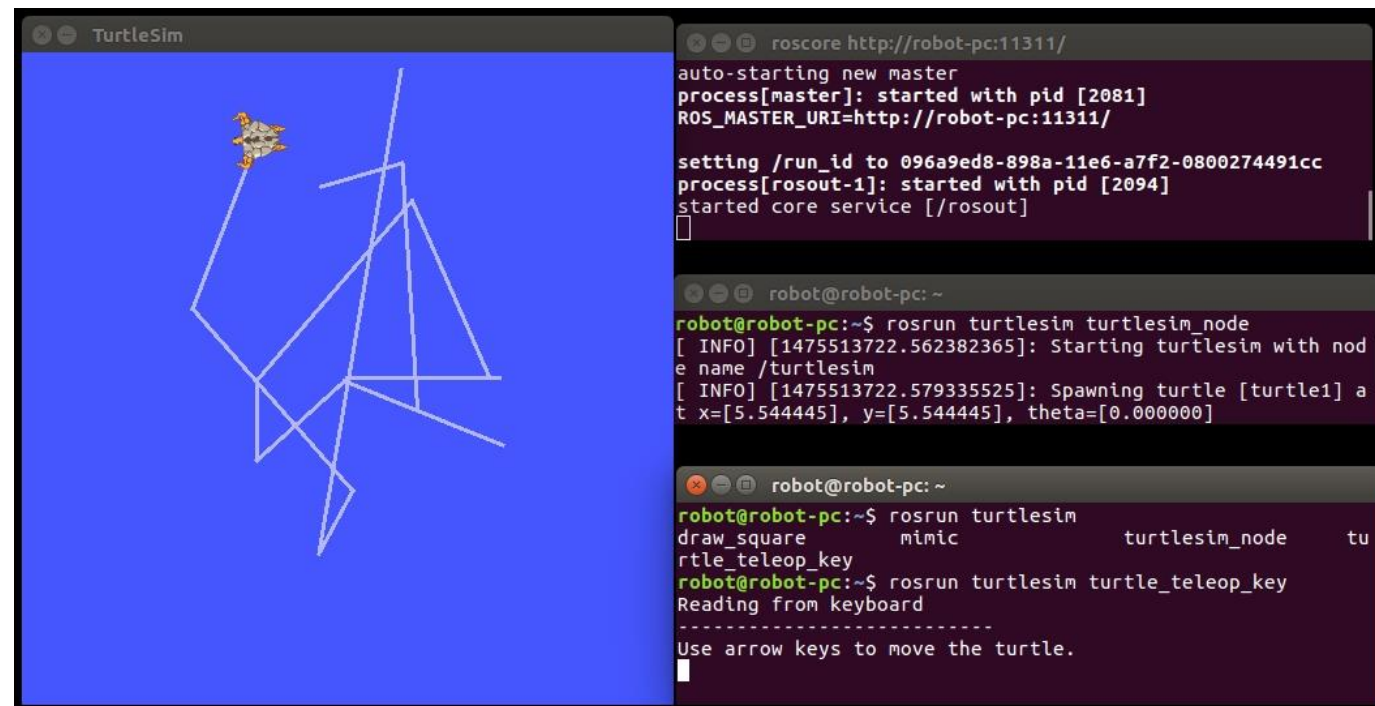 TurtleSim
roscore http://robot-pc:11311/
auto-starting new master
process[master]: started with pid [2081]
ROS_MASTER_URI=http://robot-pc:11311/
setting /run_id to 096a9ed8-898a-11e6-a7f2-0800274491cc
process[rosout-1]: started with pid [2094]
started core service [/rosout]
robot@robot-pc: ~
robot@robot-pc:~$ rosrun turtlesim turtlesim_node
[ INFO] [1475513722.562382365]: Starting turtlesim with nod
e name /turtlesim
[ INFO] [1475513722.579335525]: Spawning turtle [turtle1] a
t x=[5.544445], y=[5.544445], theta=[0.000000]
robot@robot-pc: ~
robot@robot-pc:~$ rosrun turtlesim
draw_square mimic turtlesim_node tu
rtle_teleop_key
robot@robot-pc:~$ rosrun turtlesim turtle_teleop_key
Reading from keyboard
---------------------------
Use arrow keys to move the turtle.